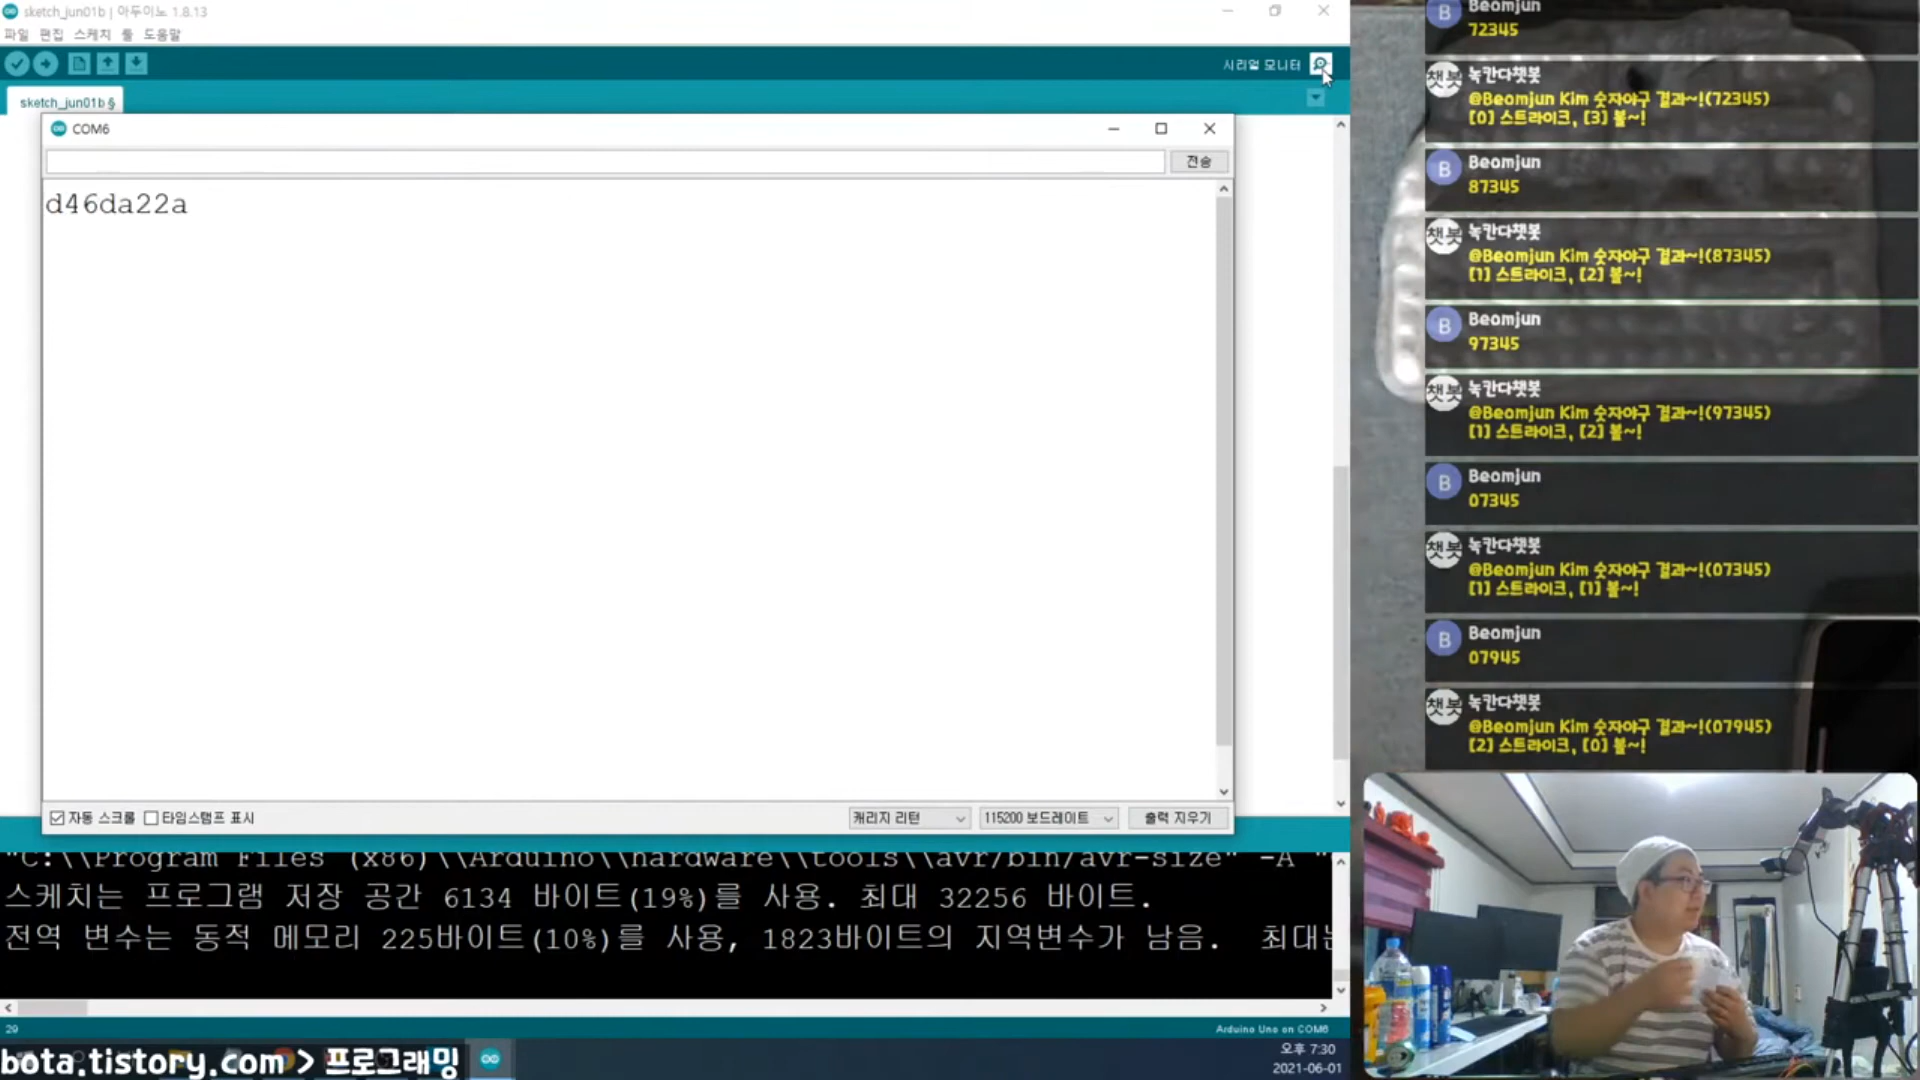 sketch_jun01b | 아두이노 1.8.13
파일 편집 스케치 툴 도움말
시리얼 모니터
sketch_jun01b §
COM6
전송
d46da22a
자동 스크롤 타임스탬프 표시
캐리지 리턴
115200 보드레이트
출력 지우기
"C:\\Program Files (x86)\\Arduino\\hardware\\tools\\avr/bin/avr-size" -A "
스케치는 프로그램 저장 공간 6134 바이트(19%)를 사용. 최대 32256 바이트.
전역 변수는 동적 메모리 225바이트(10%)를 사용, 1823바이트의 지역변수가 남음.
29
Arduino Uno on COM6
bota.tistory.com > 프로그래밍
오후 7:30
2021-06-01
B
Beomjun
72345
챗봇
녹칸다챗봇
@Beomjun Kim 숫자야구 결과~!(72345)
[0] 스트라이크, [3] 볼~!
B
Beomjun
87345
챗봇
녹칸다챗봇
@Beomjun Kim 숫자야구 결과~!(87345)
[1] 스트라이크, [2] 볼~!
B
Beomjun
97345
챗봇
녹칸다챗봇
@Beomjun Kim 숫자야구 결과~!(97345)
[1] 스트라이크, [2] 볼~!
B
Beomjun
07345
챗봇
녹칸다챗봇
@Beomjun Kim 숫자야구 결과~!(07345)
[1] 스트라이크, [1] 볼~!
B
Beomjun
07945
챗봇
녹칸다챗봇
@Beomjun Kim 숫자야구 결과~!(07945)
[2] 스트라이크, [0] 볼~!